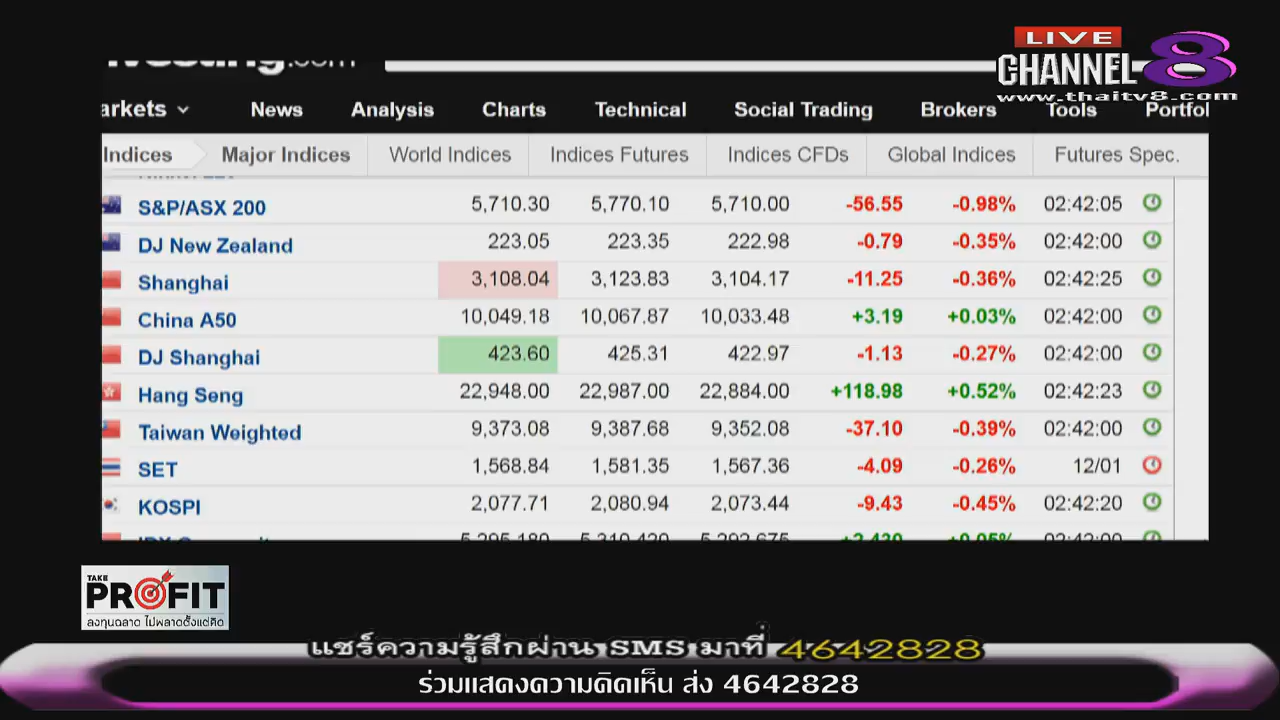 LIVE
CHANNEL 8
www.thaitv8.com
arkets News Analysis Charts Technical Social Trading Brokers Tools Portfol
Indices Major Indices World Indices Indices Futures Indices CFDs Global Indices Futures Spec.
S&P/ASX 200 5,710.30 5,770.10 5,710.00 -56.55 -0.98% 02:42:05
DJ New Zealand 223.05 223.35 222.98 -0.79 -0.35% 02:42:00
Shanghai 3,108.04 3,123.83 3,104.17 -11.25 -0.36% 02:42:25
China A50 10,049.18 10,067.87 10,033.48 +3.19 +0.03% 02:42:00
DJ Shanghai 423.60 425.31 422.97 -1.13 -0.27% 02:42:00
Hang Seng 22,948.00 22,987.00 22,884.00 +118.98 +0.52% 02:42:23
Taiwan Weighted 9,373.08 9,387.68 9,352.08 -37.10 -0.39% 02:42:00
SET 1,568.84 1,581.35 1,567.36 -4.09 -0.26% 12/01
KOSPI 2,077.71 2,080.94 2,073.44 -9.43 -0.45% 02:42:20
TAKE
PROFIT
ลงทุนฉลาด ไม่พลาดตั้งแต่คิด
แชร์ความรู้สึกผ่าน SMS มาที่ 4642828
ร่วมแสดงความคิดเห็น ส่ง 4642828